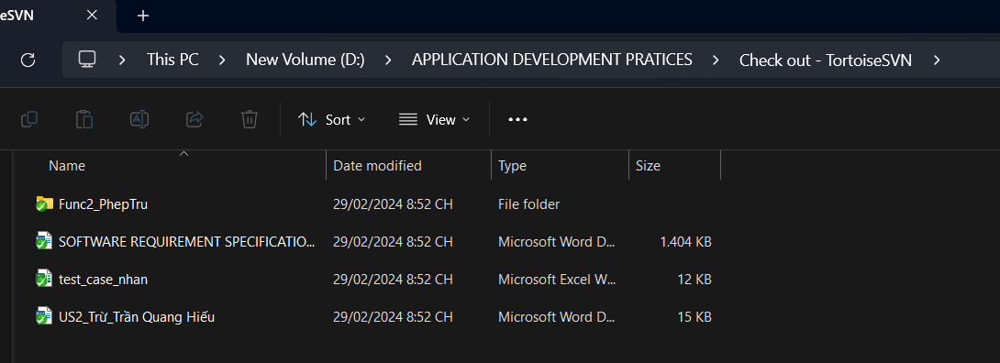 eSVN
This PC > New Volume (D:) > APPLICATION DEVELOPMENT PRATICES > Check out - TortoiseSVN >
Sort View
Name Date modified Type Size
Func2_PhepTru 29/02/2024 8:52 CH File folder
SOFTWARE REQUIREMENT SPECIFICATIO... 29/02/2024 8:52 CH Microsoft Word D... 1.404 KB
test_case_nhan 29/02/2024 8:52 CH Microsoft Excel W... 12 KB
US2_Trừ_Trần Quang Hiếu 29/02/2024 8:52 CH Microsoft Word D... 15 KB